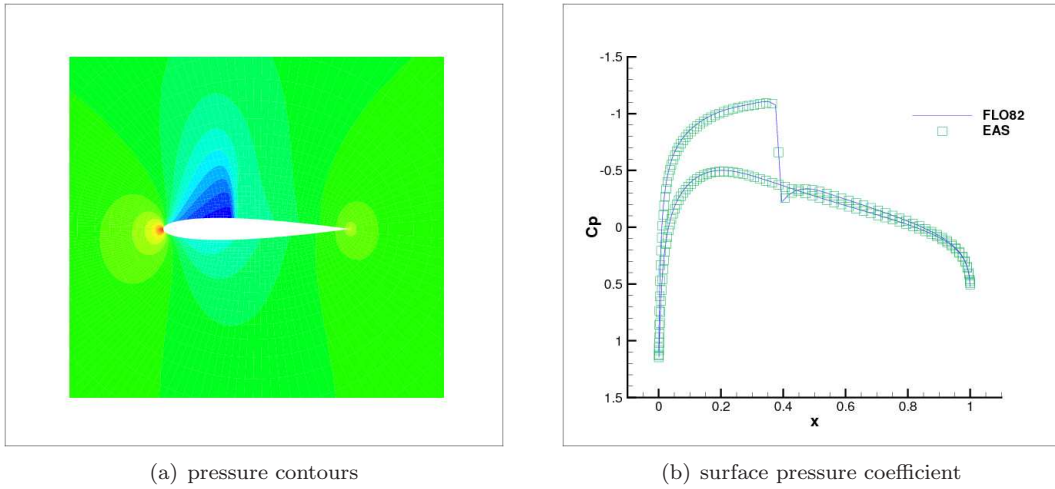 -1.5
-1
-0.5
0
0.5
1
1.5
Cp
0
0.2
0.4
0.6
0.8
1
x
FLO82
EAS
(a) pressure contours
(b) surface pressure coefficient